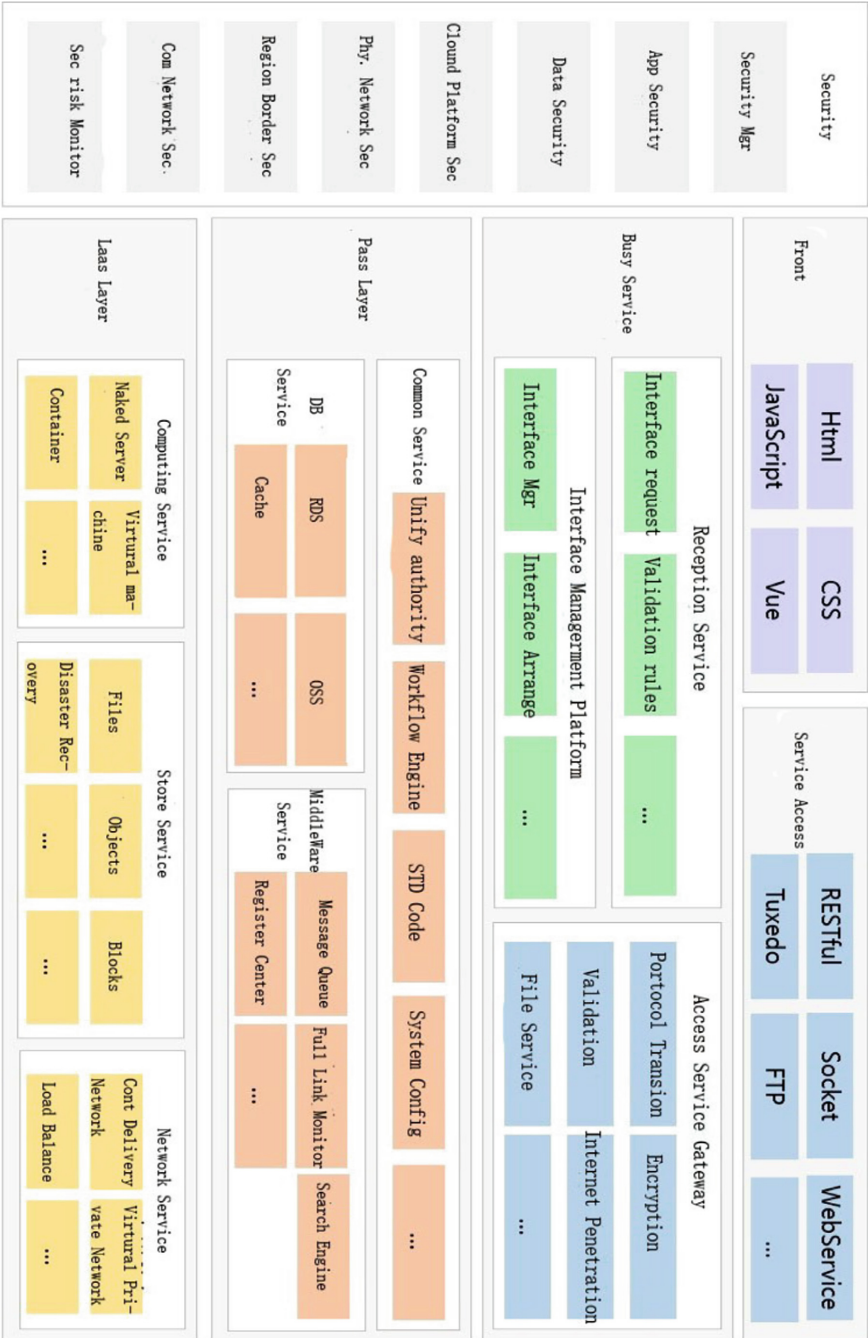 Security
Security Mgr
App Security
Data Security
Clound Platform Sec
Phy. Network Sec
Region Border Sec
Com Network Sec.
Sec risk Monitor
Front
Html
CSS
JavaScript
Vue
Service Access
RESTful
Socket
WebService
Tuxedo
FTP
...
Busy Service
Reception Service
Interface request
Validation rules
...
Interface Managerment Platform
Interface Mgr
Interface Arrange
...
Access Service Gateway
Portocol Transion
Encryption
Validation
Internet Penetration
File Service
...
Pass Layer
Common Service
Unify authority
Workflow Engine
STD Code
System Config
...
DB
Service
RDS
OSS
Cache
...
MiddleWare
Service
Message Queue
Full Link Monitor
Search Engine
Register Center
...
Laas Layer
Computing Service
Naked Server
Virtural ma-
chine
Container
...
Store Service
Files
Objects
Blocks
Disaster Rec-
overy
...
...
Network Service
Cont Delivery
Network
Virtural Pri-
vate Network
Load Balance
...